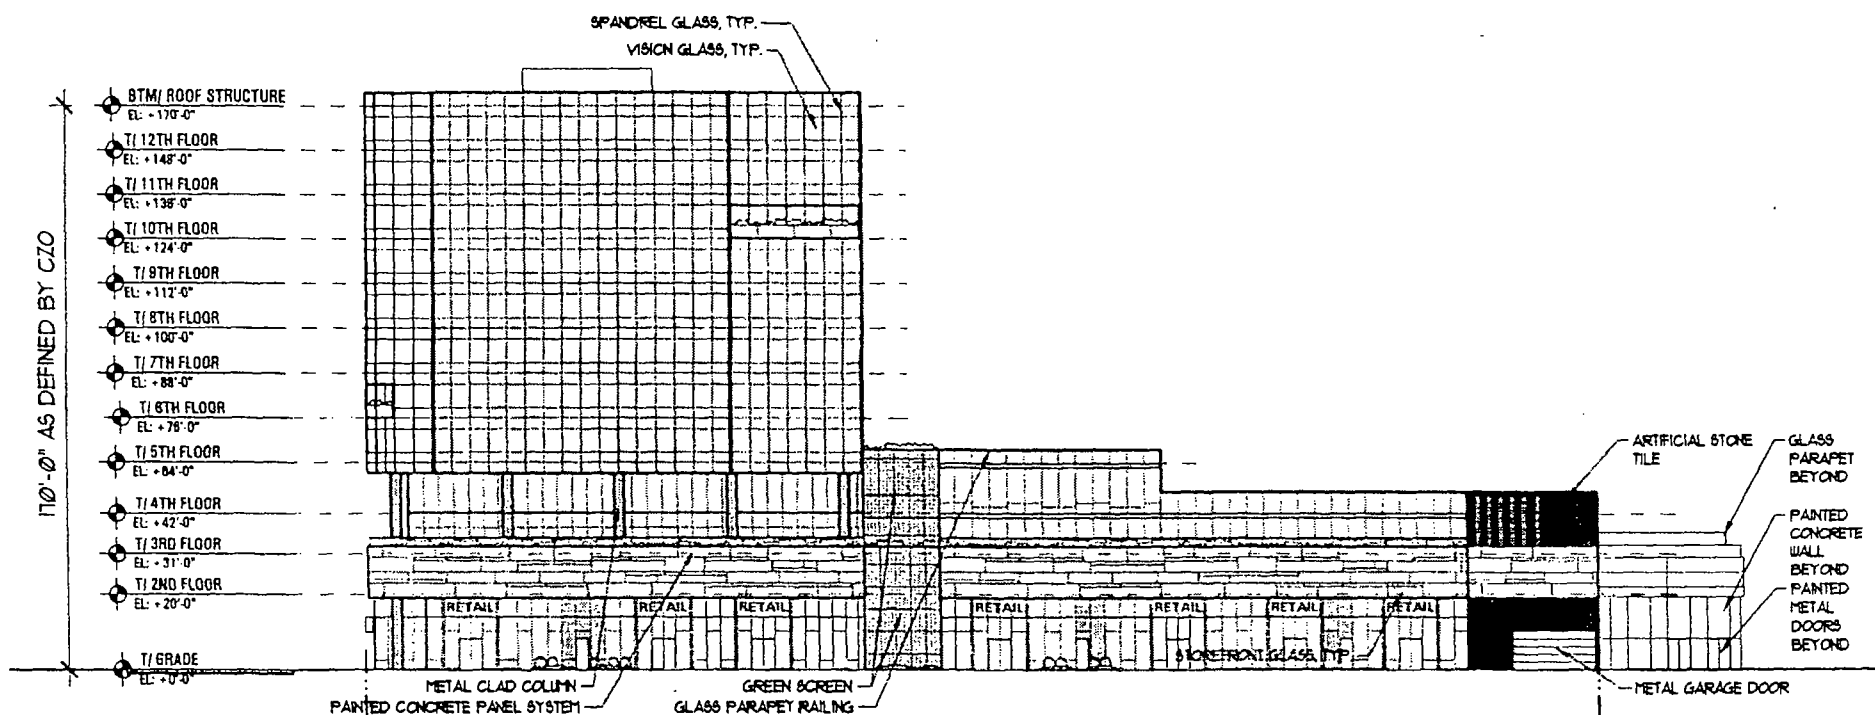 SPANDREL GLASS, TYP.
VISION GLASS, TYP.
BTM/ ROOF STRUCTURE
EL: +170'-0"
T/ 12TH FLOOR
EL: +148'-0"
T/ 11TH FLOOR
EL: +136'-0"
T/ 10TH FLOOR
EL: +124'-0"
T/ 9TH FLOOR
EL: +112'-0"
T/ 8TH FLOOR
EL: +100'-0"
T/ 7TH FLOOR
EL: +88'-0"
T/ 6TH FLOOR
EL: +76'-0"
T/ 5TH FLOOR
EL: +64'-0"
T/ 4TH FLOOR
EL: +42'-0"
T/ 3RD FLOOR
EL: +31'-0"
T/ 2ND FLOOR
EL: +20'-0"
T/ GRADE
EL: +0'-0"
170'-0" AS DEFINED BY CZO
ARTIFICIAL STONE
TILE
GLASS
PARAPET
BEYOND
PAINTED
CONCRETE
WALL
BEYOND
PAINTED
METAL
DOORS
BEYOND
RETAIL
RETAIL
RETAIL
RETAIL
RETAIL
RETAIL
RETAIL
STOREFRONT GLASS, TYP.
METAL CLAD COLUMN
PAINTED CONCRETE PANEL SYSTEM
GREEN SCREEN
GLASS PARAPET RAILING
METAL GARAGE DOOR